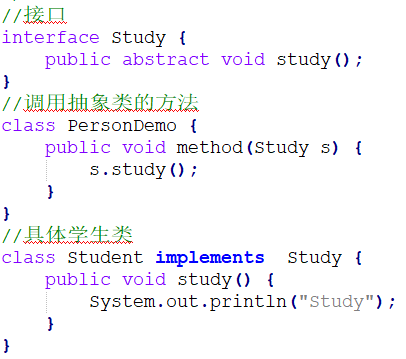 //接口
interface Study {
    public abstract void study();
}
//调用抽象类的方法
class PersonDemo {
    public void method(Study s) {
        s.study();
    }
}
//具体学生类
class Student implements  Study {
    public void study() {
        System.out.println("Study");
    }
}